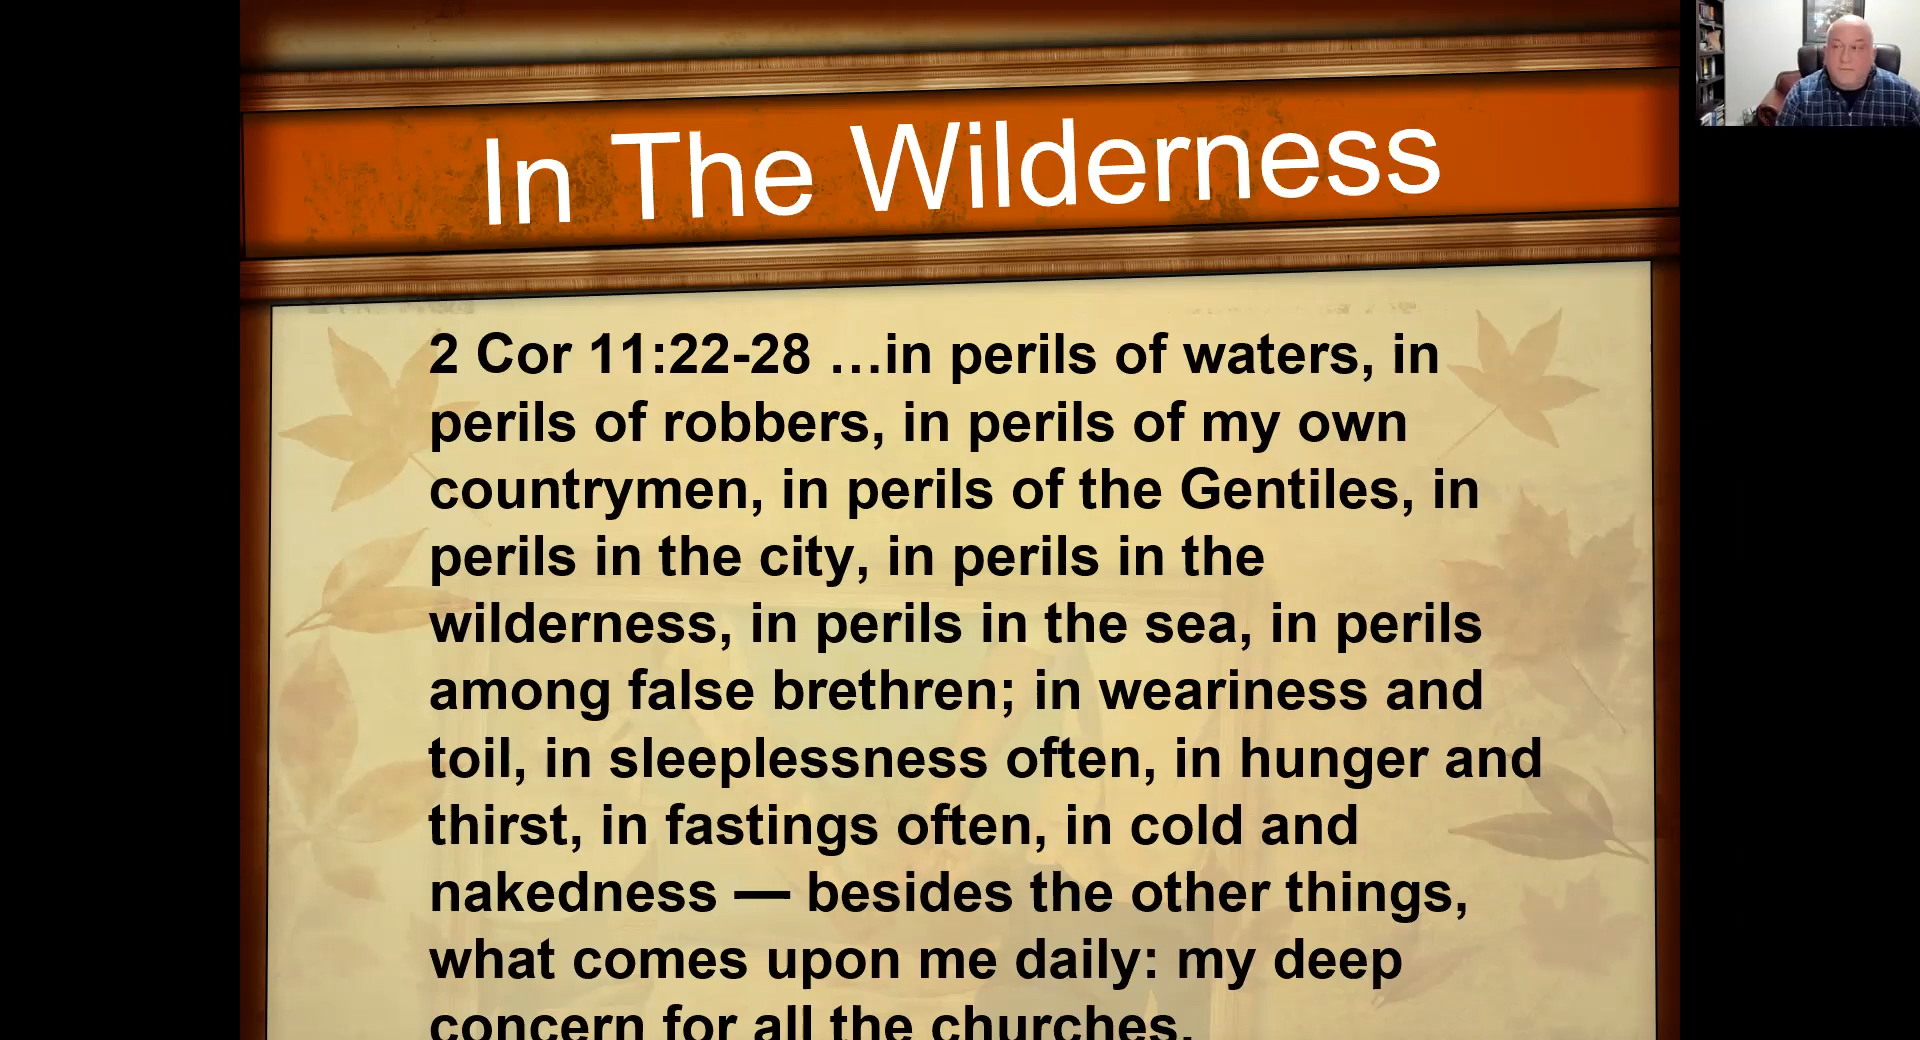 In The Wilderness
2 Cor 11:22-28 …in perils of waters, in
perils of robbers, in perils of my own
countrymen, in perils of the Gentiles, in
perils in the city, in perils in the
wilderness, in perils in the sea, in perils
among false brethren; in weariness and
toil, in sleeplessness often, in hunger and
thirst, in fastings often, in cold and
nakedness — besides the other things,
what comes upon me daily: my deep
concern for all the churches.